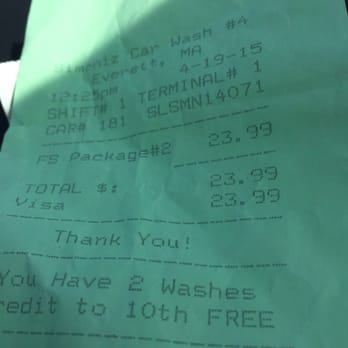 Simoniz Car Wash #4
Everett, MA
12:25pm 4-19-15
SHIFT# 1 TERMINAL# 1
CAR# 181 SLSMN14071
FS Package#2 23.99
TOTAL $: 23.99
Visa 23.99
Thank You!
You Have 2 Washes
redit to 10th FREE